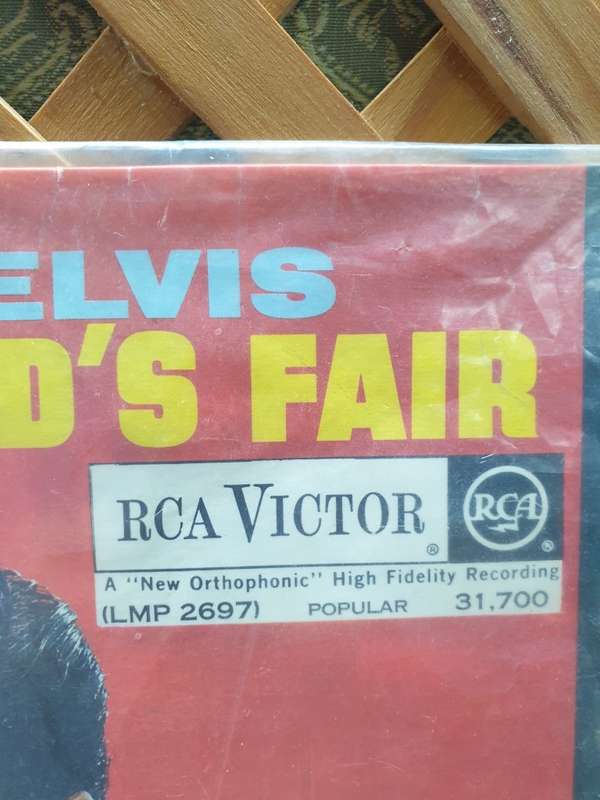 ELVIS
D'S FAIR
RCA VICTOR ® RCA ®
A "New Orthophonic" High Fidelity Recording
(LMP 2697) POPULAR 31,700